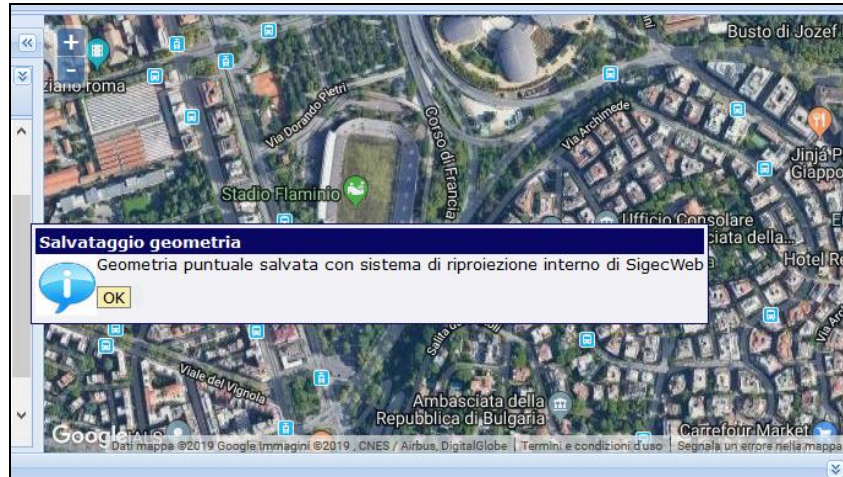 Busto di Jozef
ziano roma
Via Dorando Pietri
Corso di Francia
Via Archimede
Jinjá P
Giappo
Stadio Flaminio
Ufficio Consolare
ciata della...
Hotel Re
Salvataggio geometria
Geometria puntuale salvata con sistema di riproiezione interno di SigecWeb
OK
Viale del Vignola
Ambasciata della
Repubblica di Bulgaria
Carrefour Market
Google
Dati mappa ©2019 Google Immagini ©2019 , CNES / Airbus, DigitalGlobe
Termini e condizioni d'uso
Segnala un errore nella mappa